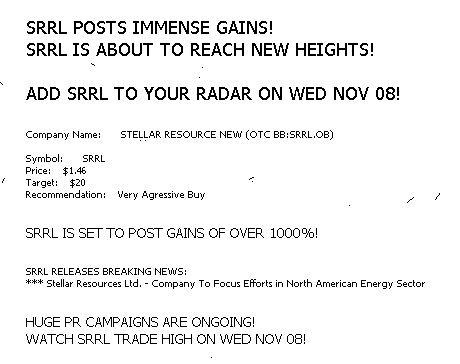 SRRL POSTS IMMENSE GAINS!
SRRL IS ABOUT TO REACH NEW HEIGHTS!
ADD SRRL TO YOUR RADAR ON WED NOV 08!
Company Name: STELLAR RESOURCE NEW (OTC BB:SRRL.OB)
Symbol: SRRL
Price: $1.46
Target: $20
Recommendation: Very Agressive Buy
SRRL IS SET TO POST GAINS OF OVER 1000%!
SRRL RELEASES BREAKING NEWS:
*** Stellar Resources Ltd. - Company To Focus Efforts in North American Energy Sector
HUGE PR CAMPAIGNS ARE ONGOING!
WATCH SRRL TRADE HIGH ON WED NOV 08!